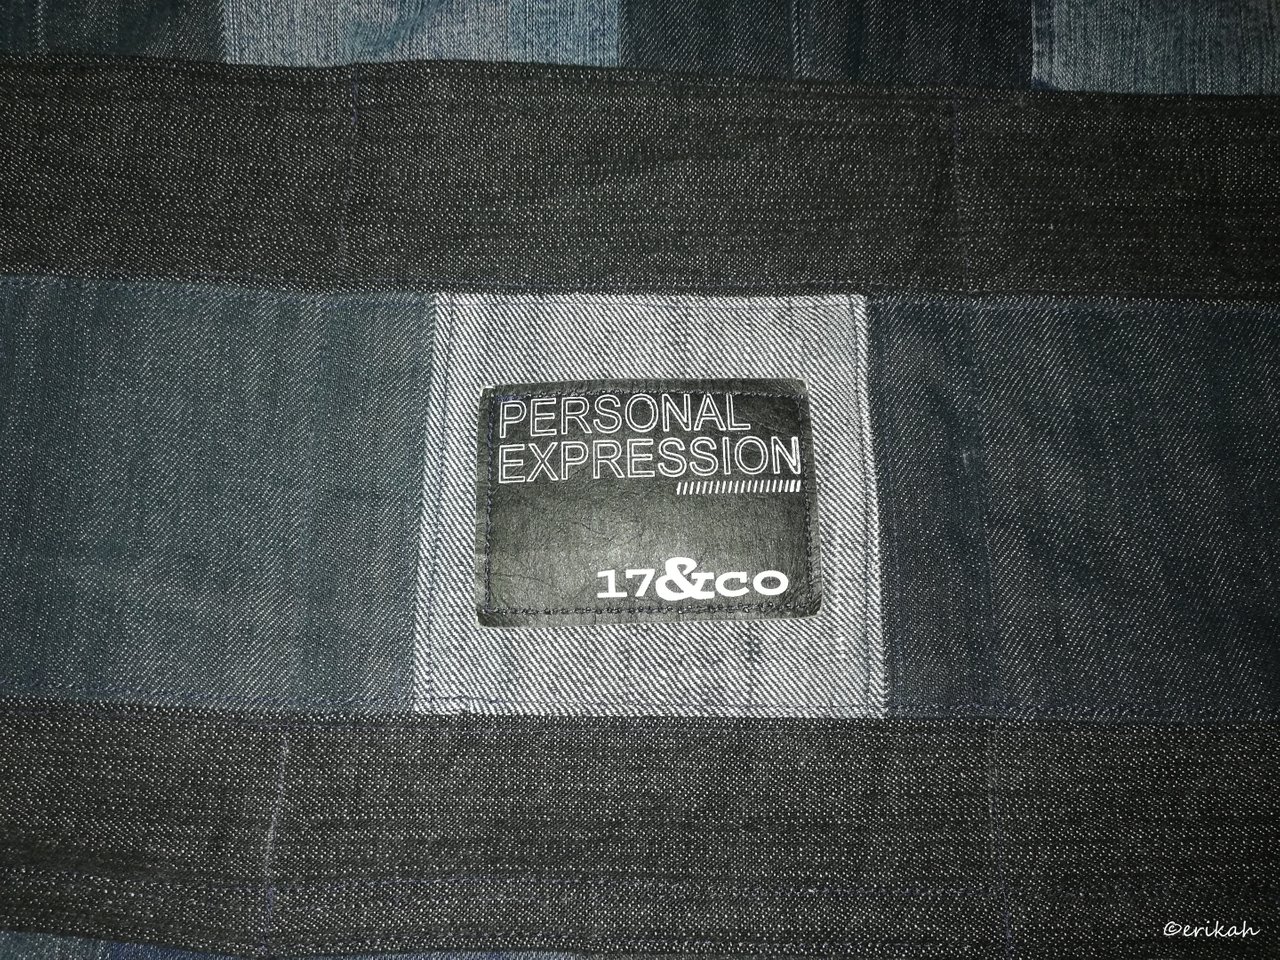 PERSONAL
EXPRESSION
17&co
©erikah